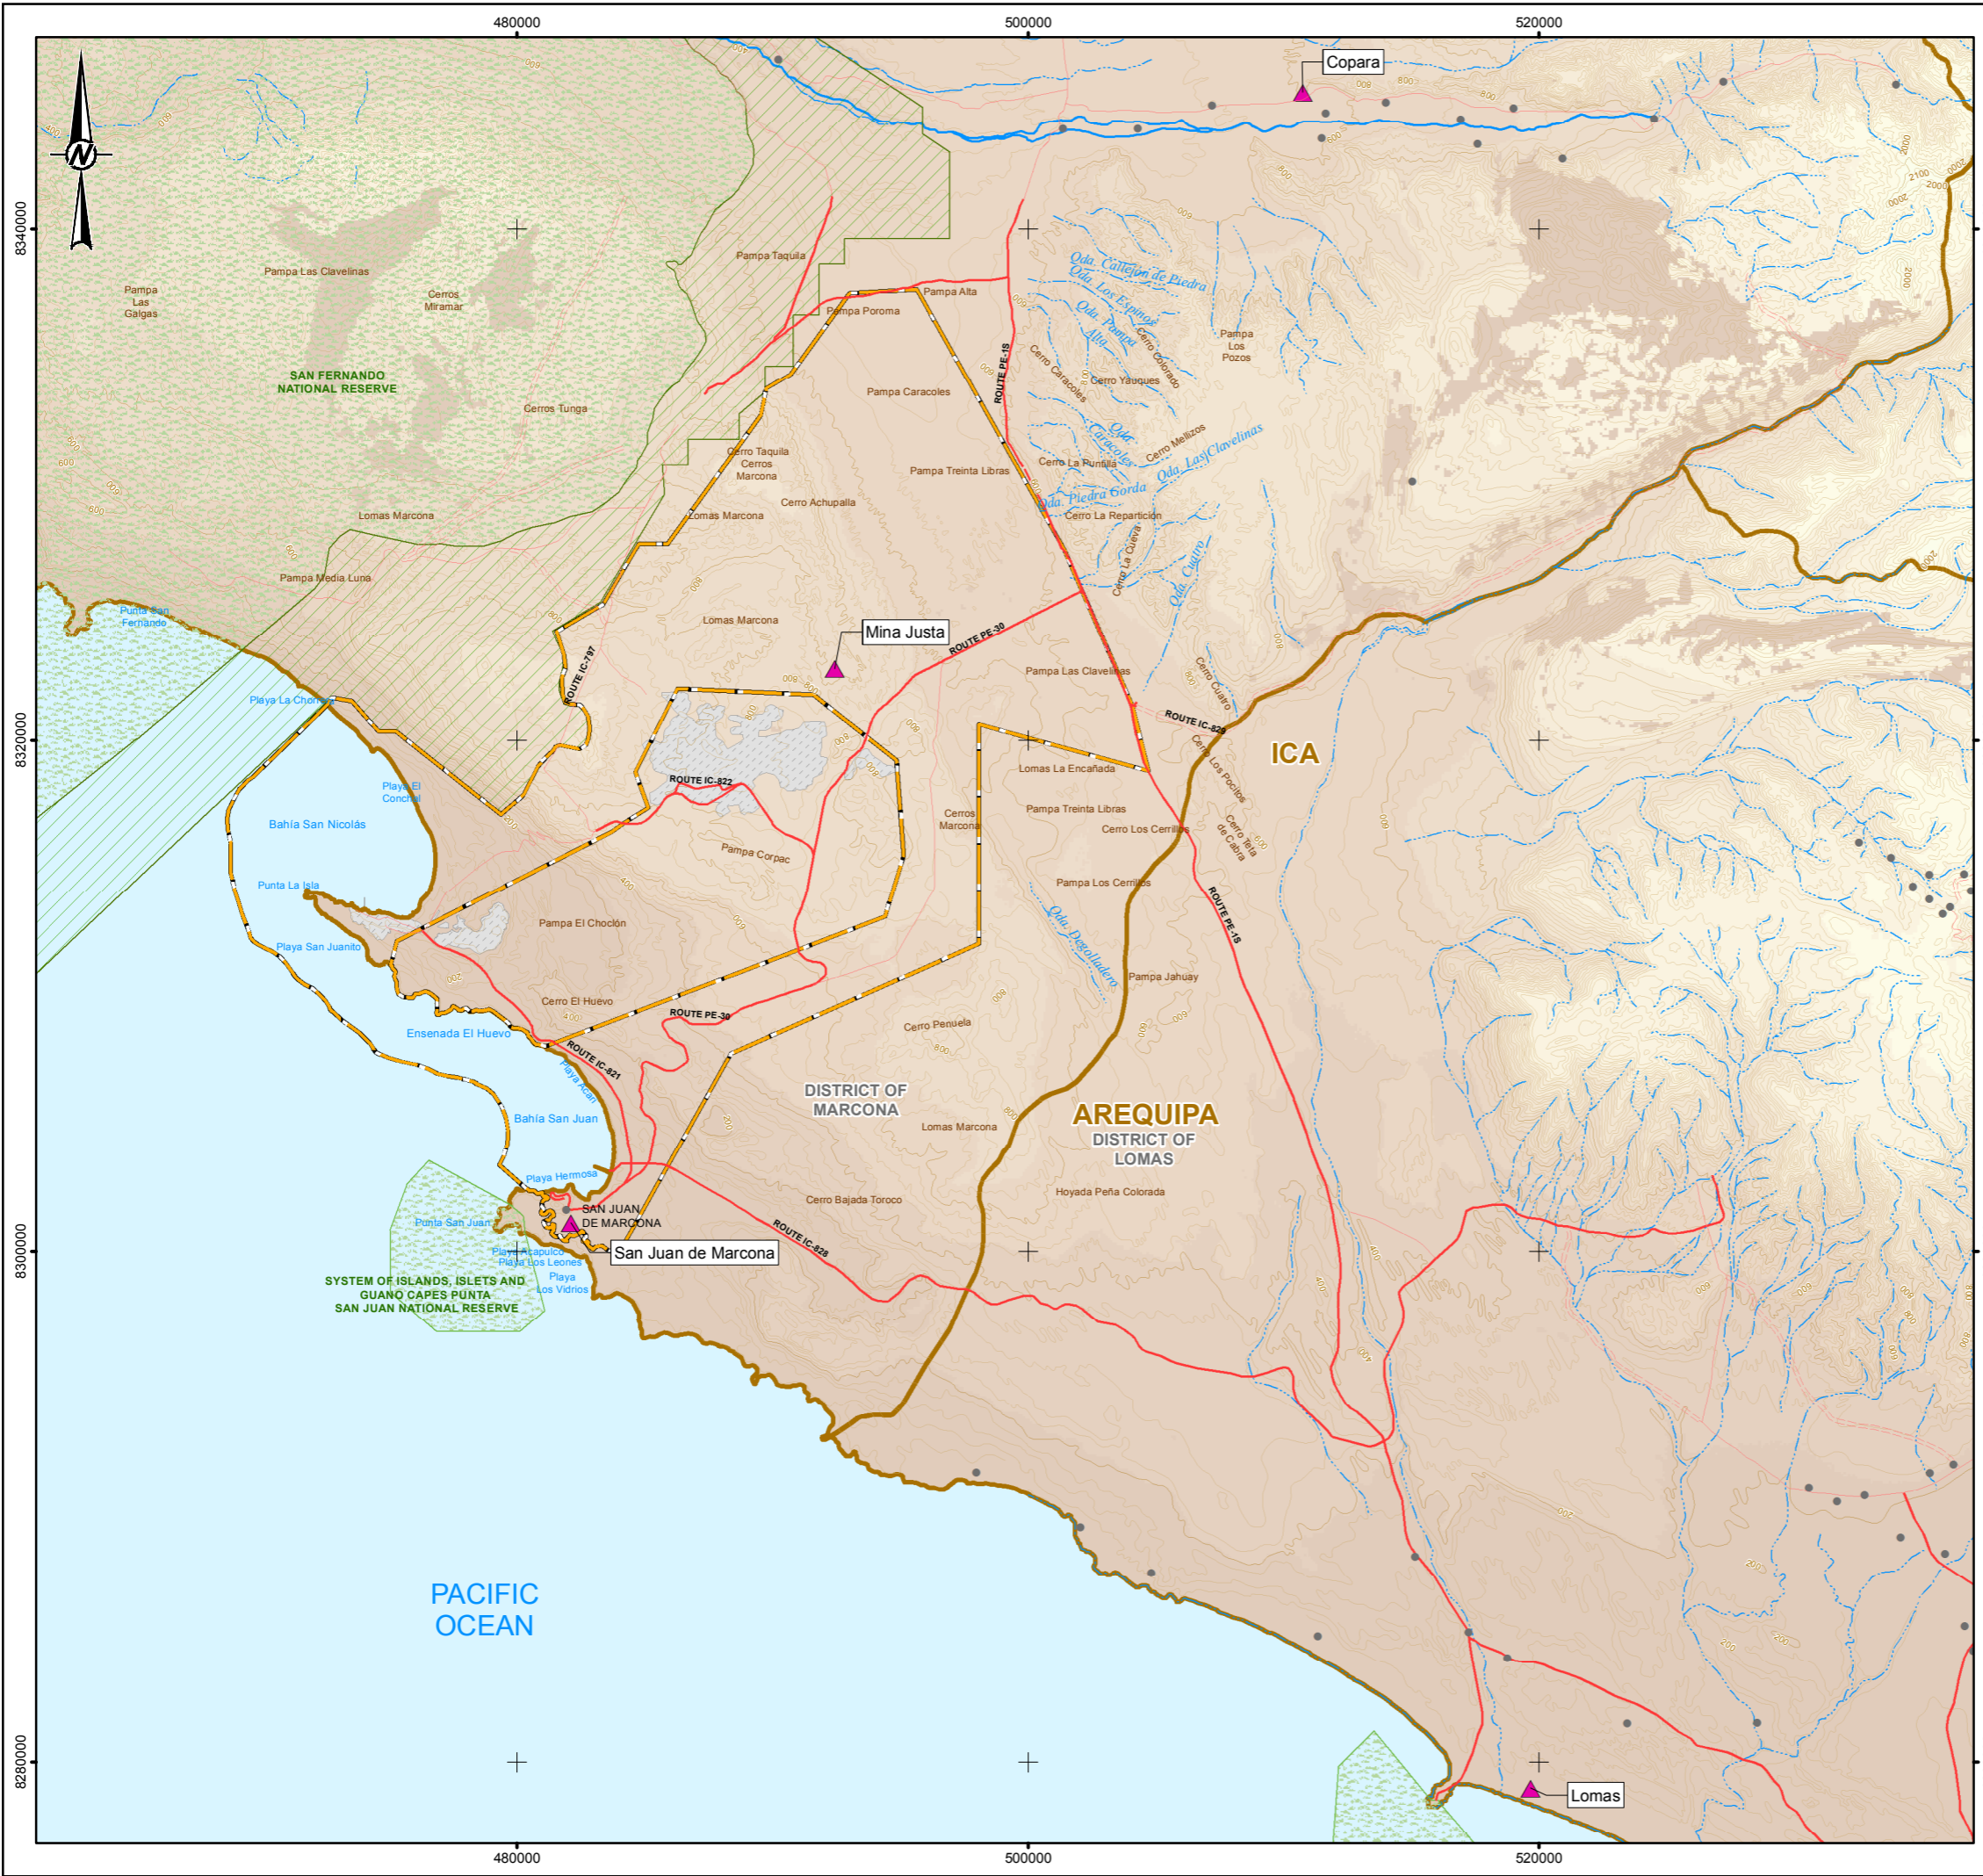 480000
500000
520000
8340000
8320000
8300000
8280000
N
Copara
Pampa Taquila
Pampa Las Clavelinas
Pampa
Las
Galgas
Cerros
Miramar
Pampa Alta
Pampa Poroma
Qda. Callejon de Piedra
Qda. Los Espinos
Qda. Pampa
Alta
Cerro Colorado
Pampa
Los
Pozos
ROUTE PE-1S
Cerro Caracoles
Cerro Yauques
SAN FERNANDO
NATIONAL RESERVE
Pampa Caracoles
Cerros Tunga
Qda.
Caracoles
Cerro Mellizos
Qda. Las Clavelinas
Cerro Taquila
Cerros
Marcona
Pampa Treinta Libras
Cerro La Puntilla
Cerro Achupalla
Qda. Piedra Gorda
Lomas Marcona
Lomas Marcona
Cerro La Repartición
Cerro La Cueva
Qda. Cuatro
Pampa Media Luna
Punta San
Fernando
Lomas Marcona
Mina Justa
ROUTE PE-30
ROUTE IC-797
Pampa Las Clavelinas
Cerro Cuatro
Playa La Chorra
ROUTE IC-829
ICA
Cerro Los Pocitos
Lomas La Encañada
ROUTE IC-822
Playa El
Conchal
Bahía San Nicolás
Cerros
Marcona
Pampa Treinta Libras
Cerro Los Cerrillos
Cerro Teta
de Cabra
Pampa Corpac
Punta La Isla
Pampa Los Cerrillos
ROUTE PE-1S
Pampa El Choclón
Qda. Degolladero
Playa San Juanito
Pampa Jahuay
Cerro El Huevo
ROUTE PE-30
Ensenada El Huevo
Cerro Penuela
ROUTE IC-821
Playa Acari
DISTRICT OF
MARCONA
AREQUIPA
DISTRICT OF
LOMAS
Bahía San Juan
Lomas Marcona
Playa Hermosa
Cerro Bajada Toroco
Hoyada Peña Colorada
SAN JUAN
DE MARCONA
Punta San Juan
ROUTE IC-828
San Juan de Marcona
Playa Acapulco
Playa Los Leones
Playa
Los Vidrios
SYSTEM OF ISLANDS, ISLETS AND
GUANO CAPES PUNTA
SAN JUAN NATIONAL RESERVE
PACIFIC
OCEAN
Lomas
480000
500000
520000